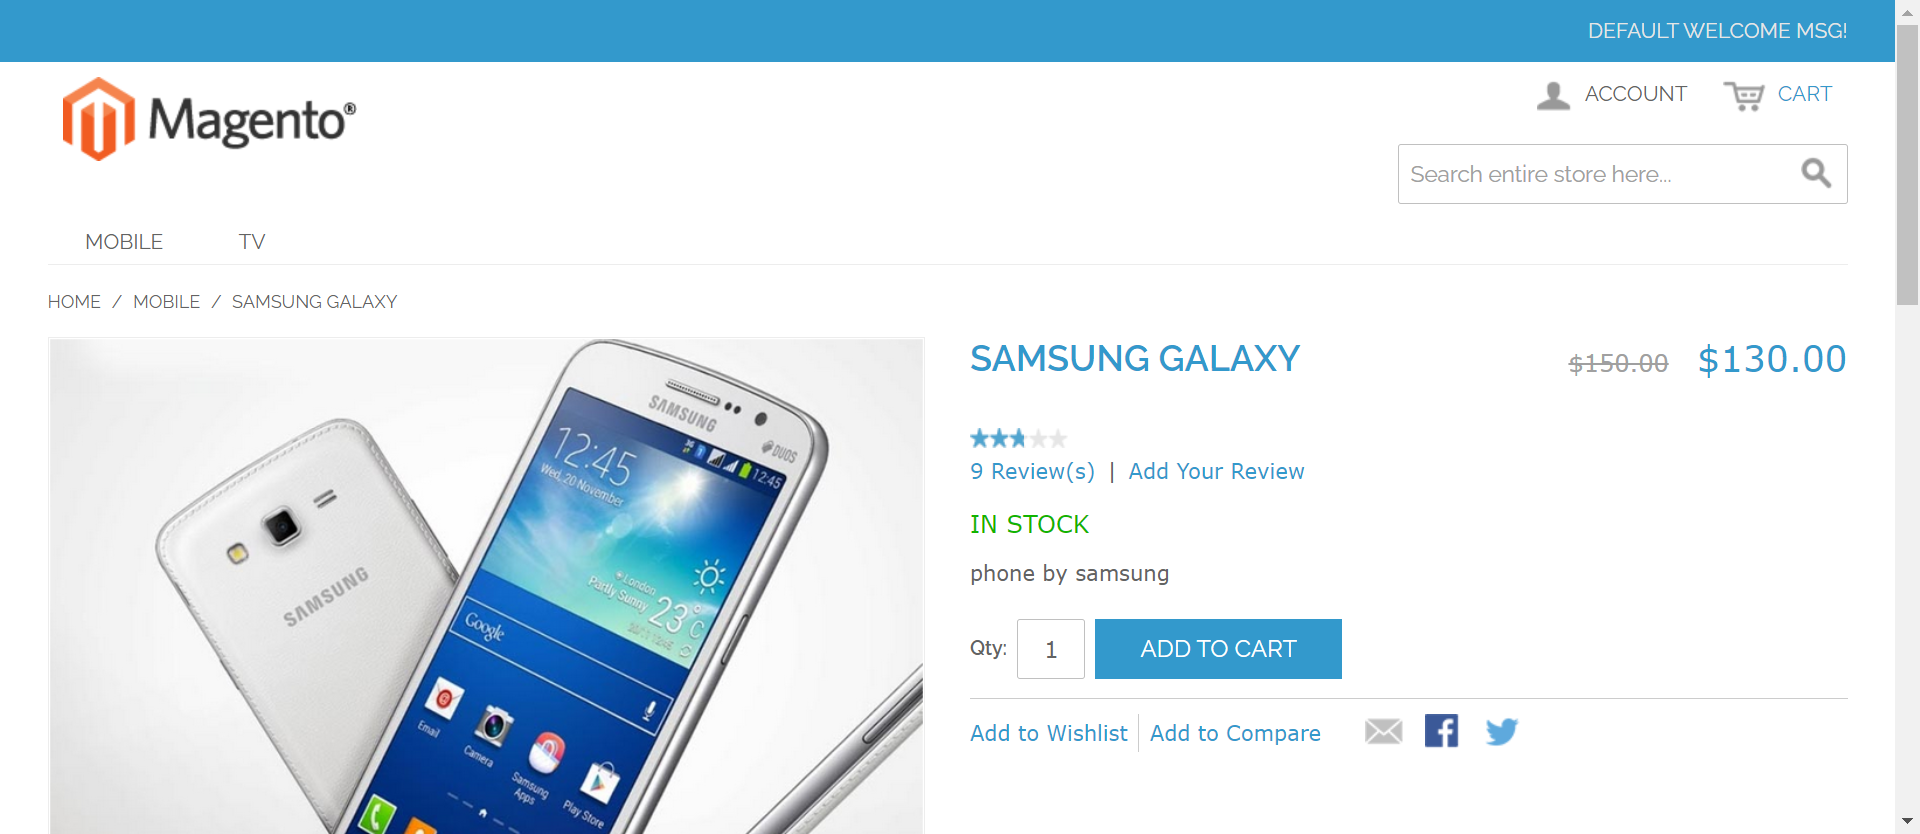 DEFAULT WELCOME MSG!
Magento®
ACCOUNT
CART
Search entire store here...
MOBILE
TV
HOME / MOBILE / SAMSUNG GALAXY
SAMSUNG GALAXY
$150.00 $130.00
9 Review(s) | Add Your Review
IN STOCK
phone by samsung
Qty: 1 ADD TO CART
Add to Wishlist
Add to Compare
SAMSUNG
DUOS
12:45
12:45
Wed, 20 November
London
Partly Sunny
23°C
Google
Email
Camera
Samsung Apps
Play Store
SAMSUNG